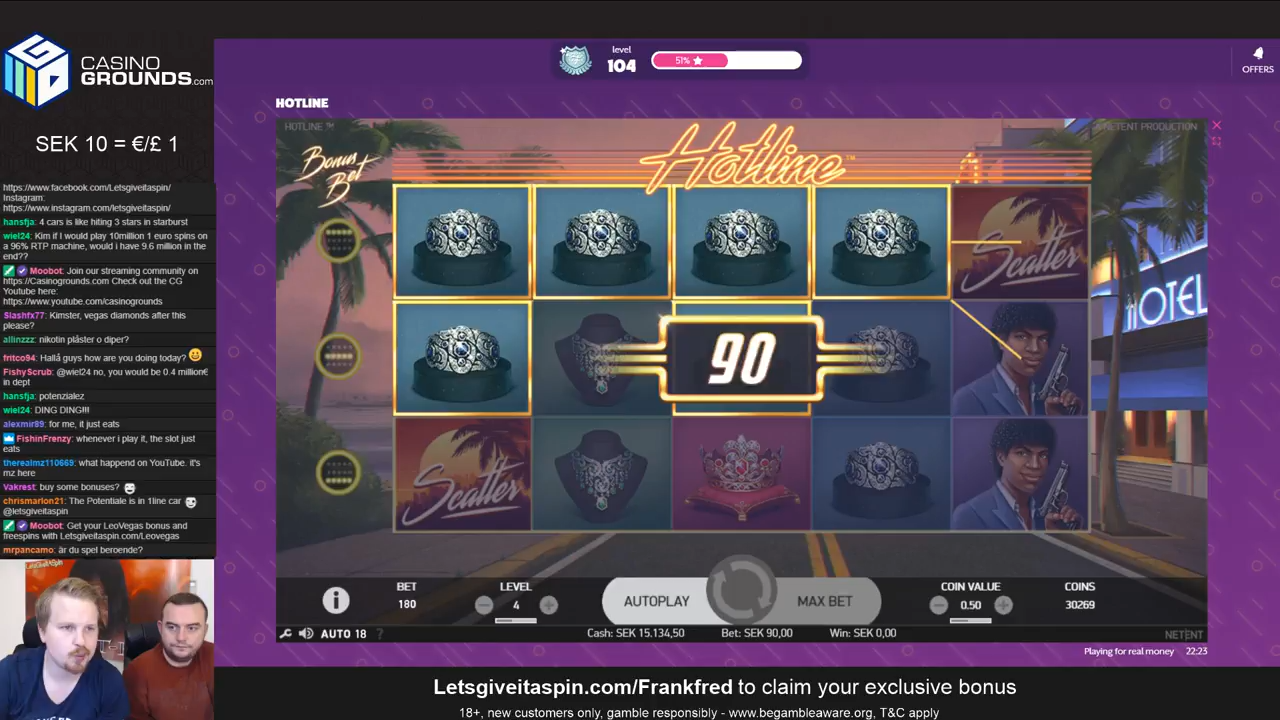 CASINO
GROUNDS.com
SEK 10 = €/£ 1
https://www.facebook.com/Letsgiveitaspin/
Instagram:
https://www.instagram.com/letsgiveitaspin/
hansfja: 4 cars is like hiting 3 stars in starburst
wiel24: Kim if I would play 10million 1 euro spins on
a 96% RTP machine, would i have 9.6 million in the
end??
Moobot: Join our streaming community on
https://Casinogrounds.com Check out the CG
Youtube here:
https://www.youtube.com/casinogrounds
Slashfx77: Kimster, vegas diamonds after this
please?
allinzzz: nikotin plåster o diper?
fritco94: Hallå guys how are you doing today?
FishyScrub: @wiel24 no, you would be 0.4 million€
in dept
hansfja: potenzialez
wiel24: DING DING!!!
alexmir89: for me, it just eats
FishinFrenzy: whenever i play it, the slot just
eats
therealmz110669: what happend on YouTube. it's
mz here
Vakrest: buy some bonuses?
chrismarlon21: The Potentiale is in 1line car
@letsgiveitaspin
Moobot: Get your LeoVegas bonus and
freespins with Letsgiveitaspin.com/Leovegas
mrpancamo: är du spel beroende?
level
104
51%
OFFERS
HOTLINE
HOTLINE™
A NETENT PRODUCTION
Bonus
Bet
Hotline™
Scatter
HOTEL
90
Scatter
BET
180
LEVEL
4
AUTOPLAY
MAX BET
COIN VALUE
0.50
COINS
30269
AUTO 18 ?
Cash: SEK 15.134,50
Bet: SEK 90,00
Win: SEK 0,00
NETENT
Playing for real money 22:23
Letsgiveitaspin.com/Frankfred to claim your exclusive bonus
18+, new customers only, gamble responsibly - www.begambleaware.org, T&C apply